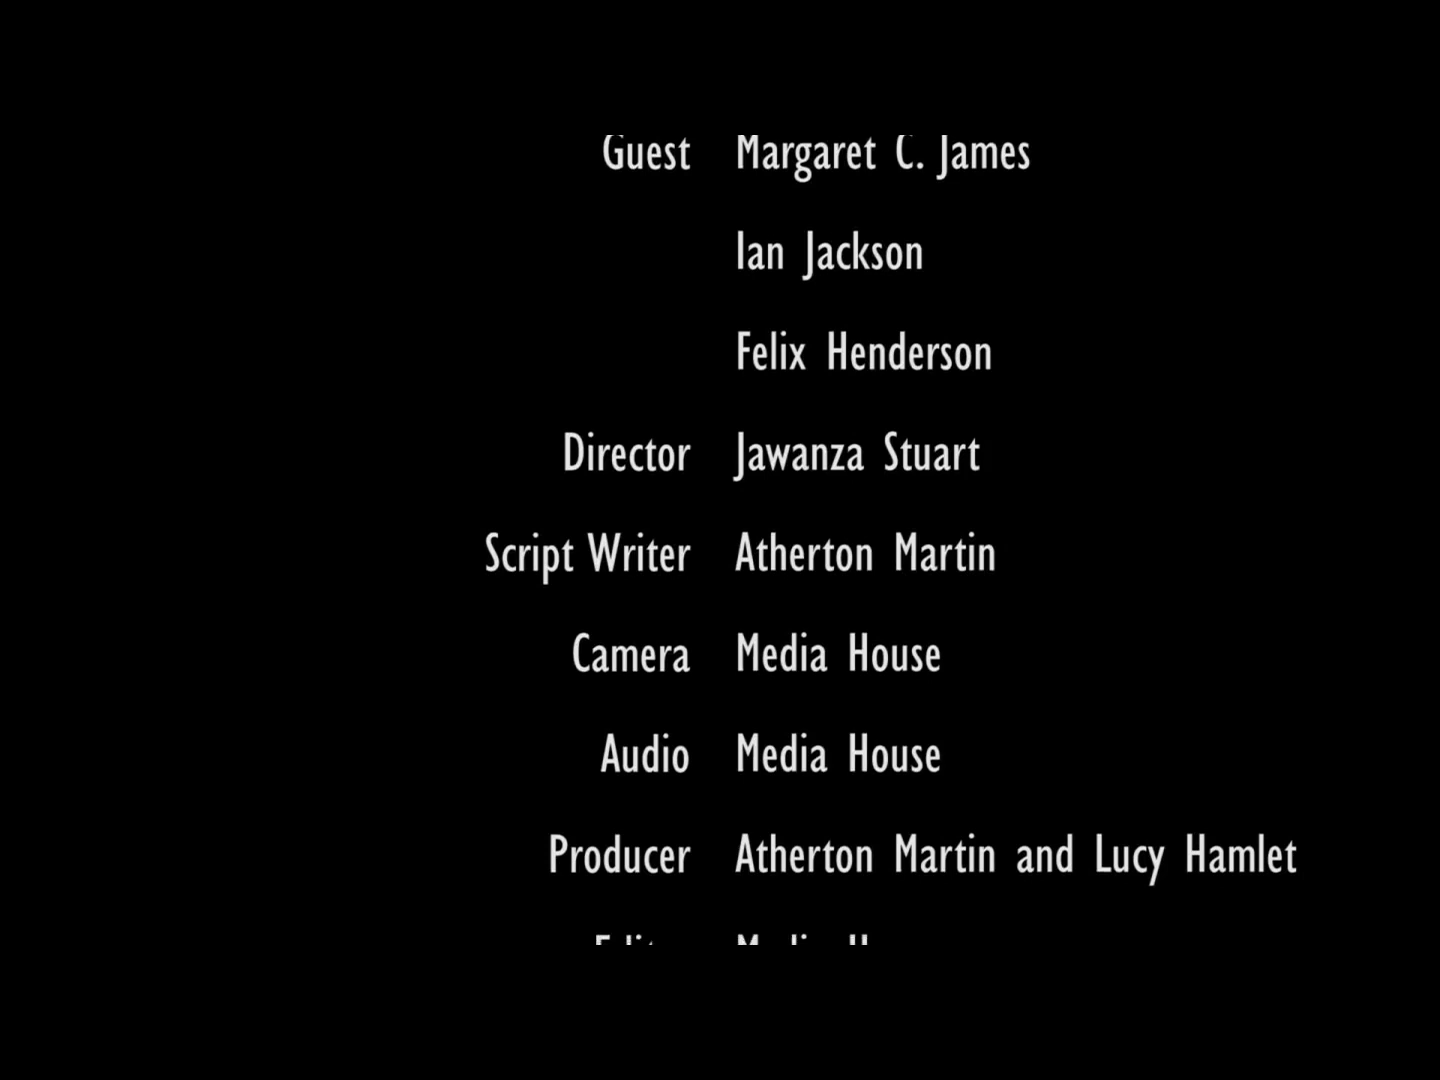 Guest Margaret C. James
Ian Jackson
Felix Henderson
Director Jawanza Stuart
Script Writer Atherton Martin
Camera Media House
Audio Media House
Producer Atherton Martin and Lucy Hamlet